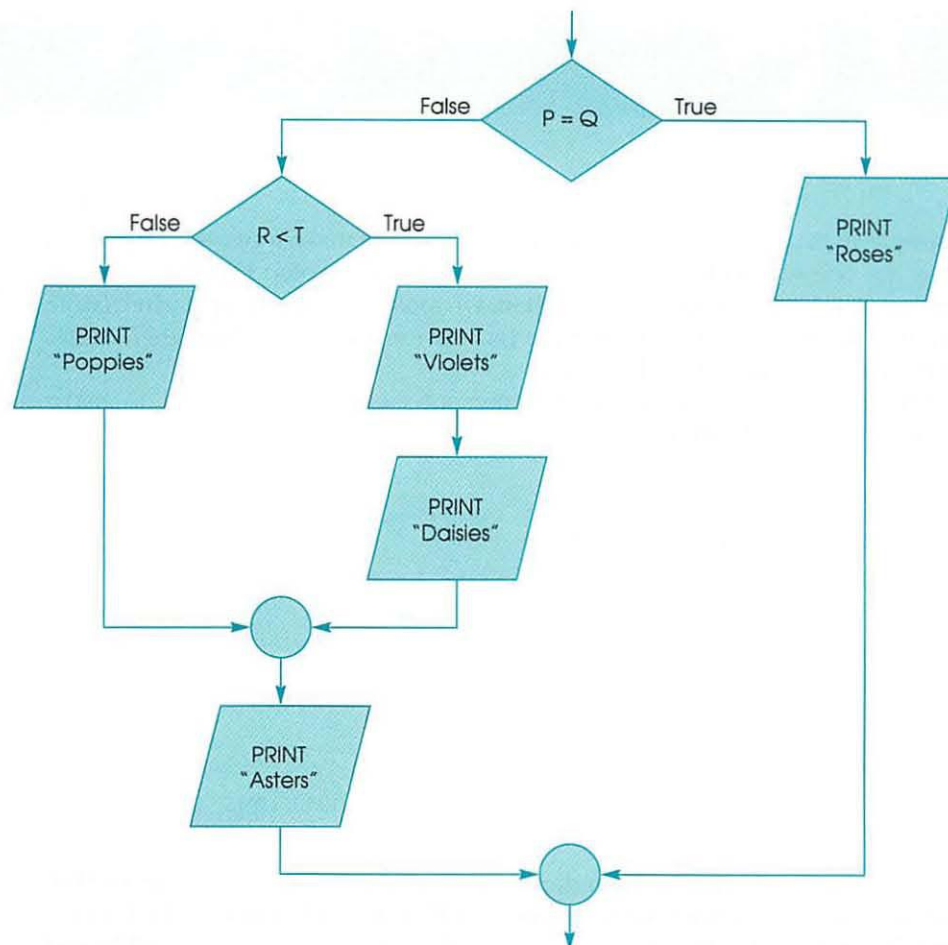 False
P = Q
True
False
R < T
True
PRINT
"Roses"
PRINT
"Poppies"
PRINT
"Violets"
PRINT
"Daisies"
PRINT
"Asters"